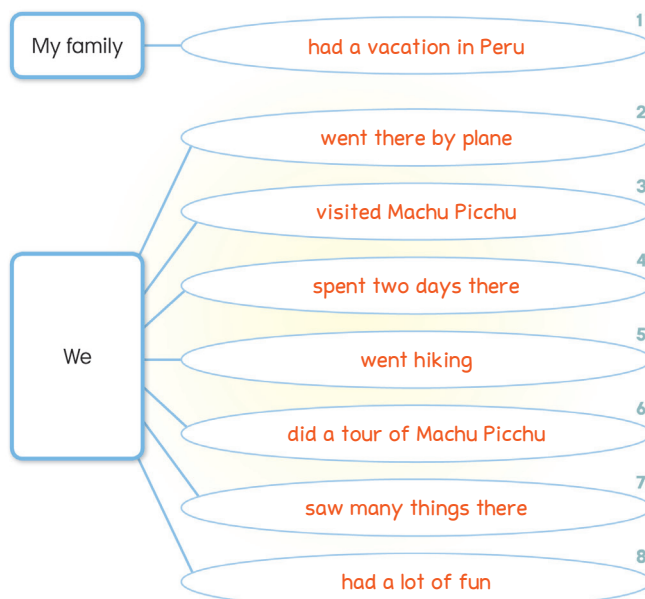 1
My family had a vacation in Peru
2
went there by plane
3
visited Machu Picchu
4
spent two days there
5
We went hiking
6
did a tour of Machu Picchu
7
saw many things there
8
had a lot of fun